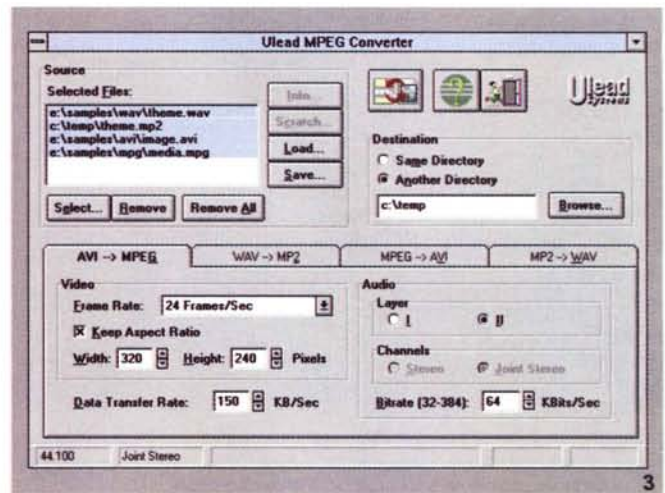 Ulead MPEG Converter
Source
Selected Files:
e:\samples\wav\theme.wav
c:\temp\theme.mp2
e:\samples\avi\image.avi
e:\samples\mpg\media.mpg
Info...
Scratch...
Load...
Save...
Select... Remove Remove All
Ulead
Systems
Destination
Same Directory
Another Directory
c:\temp Browse...
AVI -> MPEG WAV -> MP2 MPEG -> AVI MP2 -> WAV
Video
Frame Rate: 24 Frames/Sec
Keep Aspect Ratio
Width: 320 Height: 240 Pixels
Data Transfer Rate: 150 KB/Sec
Audio
Layer
I II
Channels
Stereo Joint Stereo
Bitrate (32-384): 64 KBits/Sec
44.100 Joint Stereo
3